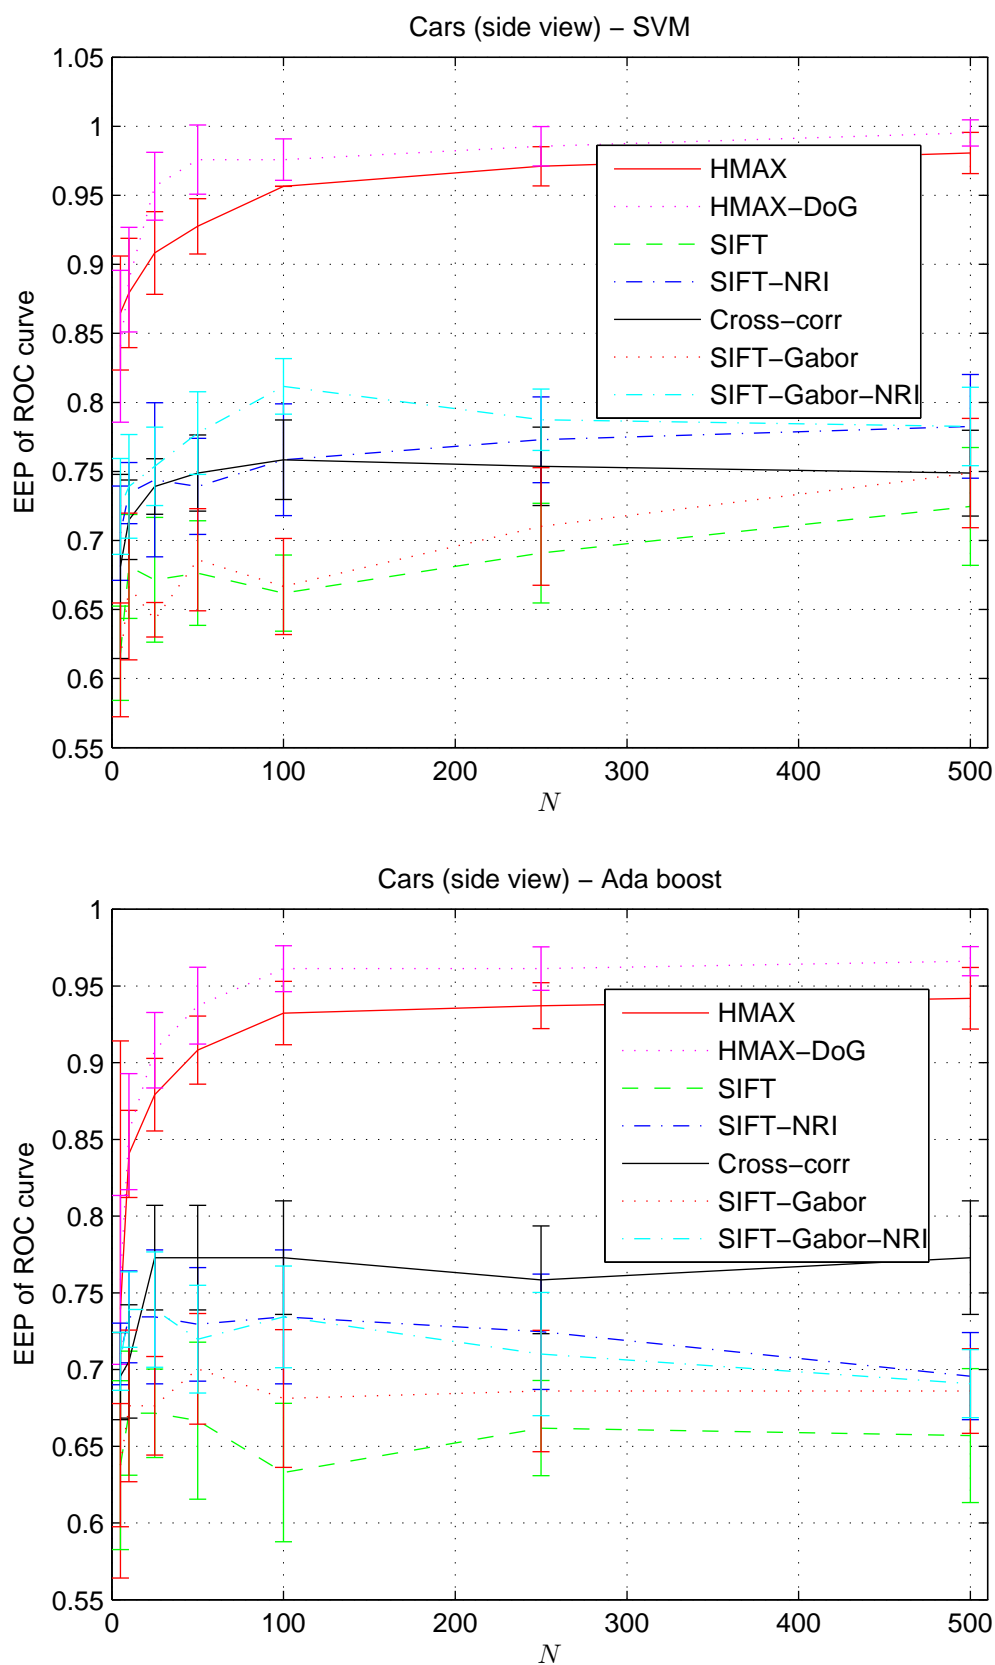 Cars (side view) − SVM
1.05
1
0.95
0.9
0.85
0.8
0.75
0.7
0.65
0.6
0.55
EEP of ROC curve
HMAX
HMAX−DoG
SIFT
SIFT−NRI
Cross−corr
SIFT−Gabor
SIFT−Gabor−NRI
0 100 200 300 400 500
N
Cars (side view) − Ada boost
1
0.95
0.9
0.85
0.8
0.75
0.7
0.65
0.6
0.55
EEP of ROC curve
HMAX
HMAX−DoG
SIFT
SIFT−NRI
Cross−corr
SIFT−Gabor
SIFT−Gabor−NRI
0 100 200 300 400 500
N